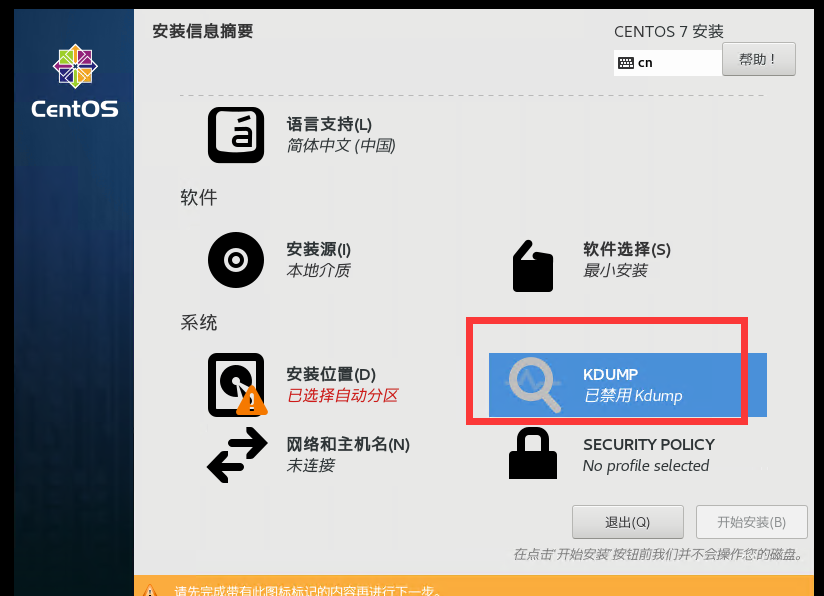 安装信息摘要
CENTOS 7 安装
cn
帮助！
CentOS
语言支持(L)
简体中文 (中国)
软件
安装源(I)
本地介质
软件选择(S)
最小安装
系统
安装位置(D)
已选择自动分区
KDUMP
已禁用 Kdump
网络和主机名(N)
未连接
SECURITY POLICY
No profile selected
退出(Q)
开始安装(B)
在点击'开始安装'按钮前我们并不会操作您的磁盘。
请先完成带有此图标标记的内容再进行下一步。